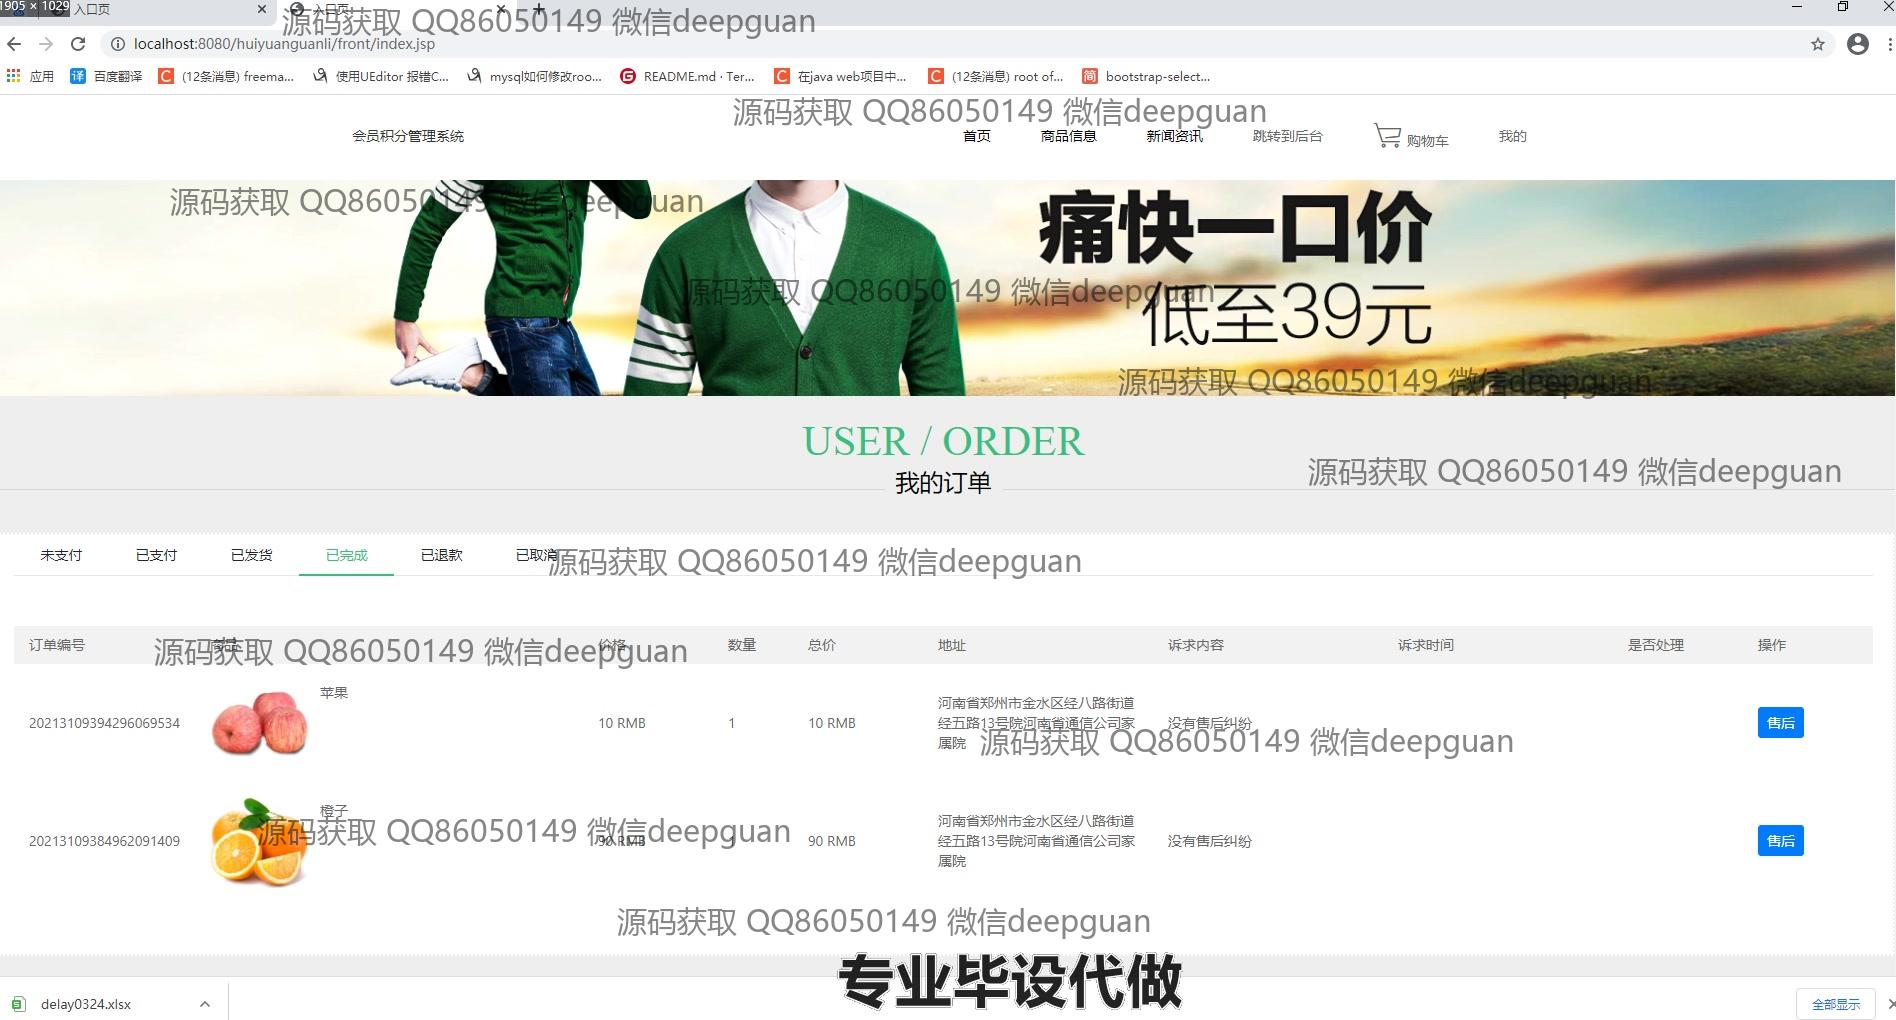 1905 × 1029
入口页
入口页
源码获取 QQ86050149 微信deepguan
localhost:8080/huiyuanguanli/front/index.jsp
应用 百度翻译 (12条消息) freema... 使用UEditor 报错C... mysql如何修改roo... README.md · Ter... 在java web项目中... (12条消息) root of... bootstrap-select...
源码获取 QQ86050149 微信deepguan
会员积分管理系统 首页 商品信息 新闻资讯 跳转到后台 购物车 我的
源码获取 QQ86050149 微信deepguan
痛快一口价
源码获取 QQ86050149 微信deepguan
低至39元
源码获取 QQ86050149 微信deepguan
USER / ORDER
源码获取 QQ86050149 微信deepguan
我的订单
未支付 已支付 已发货 已完成 已退款 已取消
源码获取 QQ86050149 微信deepguan
订单编号 商品 价格 数量 总价 地址 诉求内容 诉求时间 是否处理 操作
源码获取 QQ86050149 微信deepguan
苹果
20213109394296069534 10 RMB 1 10 RMB 河南省郑州市金水区经八路街道
经五路13号院河南省通信公司家
属院 没有售后纠纷 售后
源码获取 QQ86050149 微信deepguan
橙子
20213109384962091409 90 RMB 1 90 RMB 河南省郑州市金水区经八路街道
经五路13号院河南省通信公司家
属院 没有售后纠纷 售后
源码获取 QQ86050149 微信deepguan
源码获取 QQ86050149 微信deepguan
专业毕设代做
delay0324.xlsx 全部显示